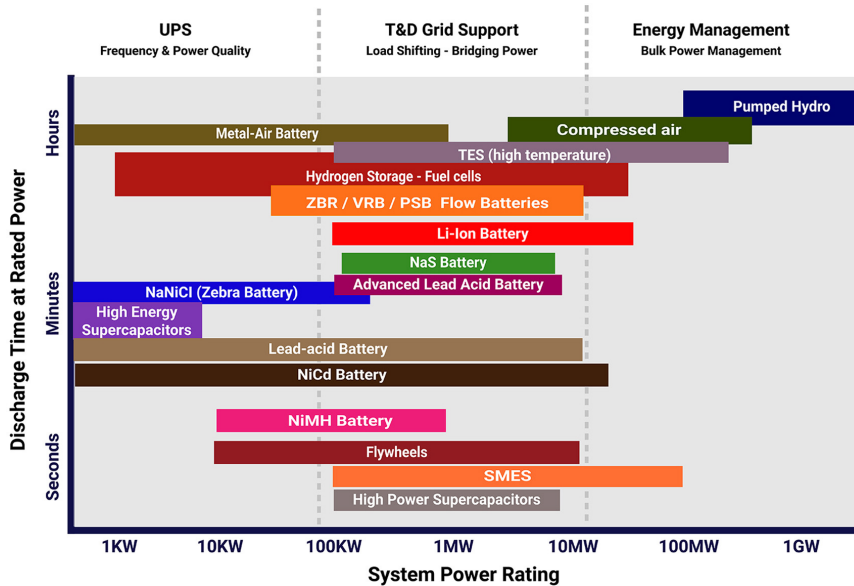 UPS
Frequency & Power Quality
T&D Grid Support
Load Shifting - Bridging Power
Energy Management
Bulk Power Management
Discharge Time at Rated Power
Hours
Minutes
Seconds
Pumped Hydro
Compressed air
Metal-Air Battery
TES (high temperature)
Hydrogen Storage - Fuel cells
ZBR / VRB / PSB Flow Batteries
Li-Ion Battery
NaS Battery
Advanced Lead Acid Battery
NaNiCl (Zebra Battery)
High Energy
Supercapacitors
Lead-acid Battery
NiCd Battery
NiMH Battery
Flywheels
SMES
High Power Supercapacitors
1KW 10KW 100KW 1MW 10MW 100MW 1GW
System Power Rating